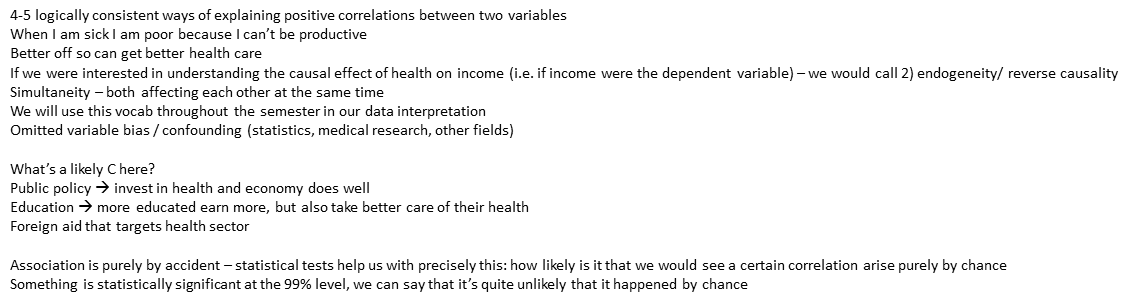 4-5 logically consistent ways of explaining positive correlations between two variables
When I am sick I am poor because I can't be productive
Better off so can get better health care
If we were interested in understanding the causal effect of health on income (i.e. if income were the dependent variable) – we would call 2) endogeneity/ reverse causality
Simultaneity – both affecting each other at the same time
We will use this vocab throughout the semester in our data interpretation
Omitted variable bias / confounding (statistics, medical research, other fields)
What's a likely C here?
Public policy → invest in health and economy does well
Education → more educated earn more, but also take better care of their health
Foreign aid that targets health sector
Association is purely by accident – statistical tests help us with precisely this: how likely is it that we would see a certain correlation arise purely by chance
Something is statistically significant at the 99% level, we can say that it's quite unlikely that it happened by chance